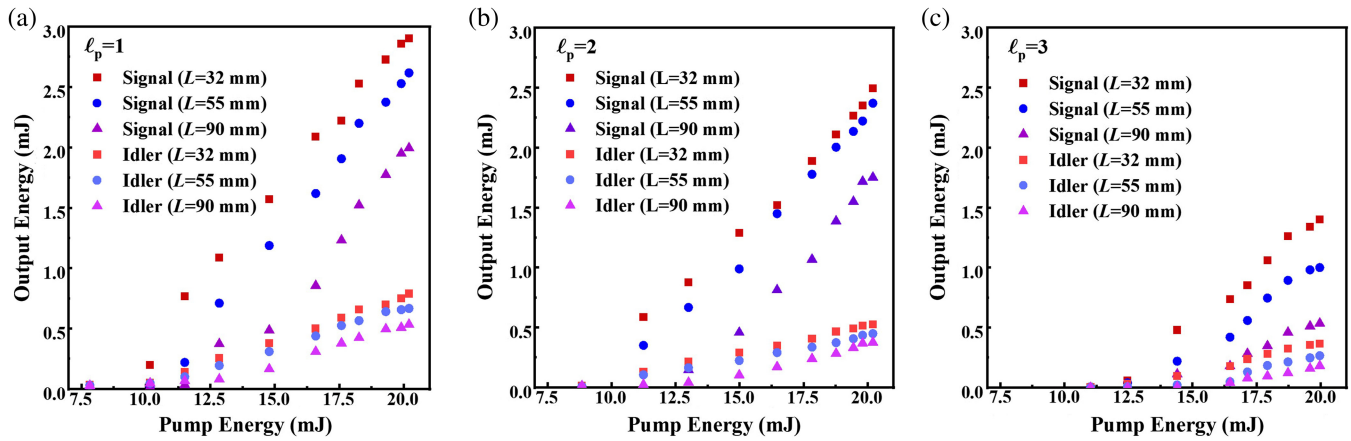 (a)
ℓp=1
Signal (L=32 mm)
Signal (L=55 mm)
Signal (L=90 mm)
Idler (L=32 mm)
Idler (L=55 mm)
Idler (L=90 mm)
Output Energy (mJ)
3.0
2.5
2.0
1.5
1.0
0.5
0.0
7.5
10.0
12.5
15.0
17.5
20.0
Pump Energy (mJ)
(b)
ℓp=2
Signal (L=32 mm)
Signal (L=55 mm)
Signal (L=90 mm)
Idler (L=32 mm)
Idler (L=55 mm)
Idler (L=90 mm)
Output Energy (mJ)
3.0
2.5
2.0
1.5
1.0
0.5
0.0
7.5
10.0
12.5
15.0
17.5
20.0
Pump Energy (mJ)
(c)
ℓp=3
Signal (L=32 mm)
Signal (L=55 mm)
Signal (L=90 mm)
Idler (L=32 mm)
Idler (L=55 mm)
Idler (L=90 mm)
Output Energy (mJ)
3.0
2.5
2.0
1.5
1.0
0.5
0.0
7.5
10.0
12.5
15.0
17.5
20.0
Pump Energy (mJ)